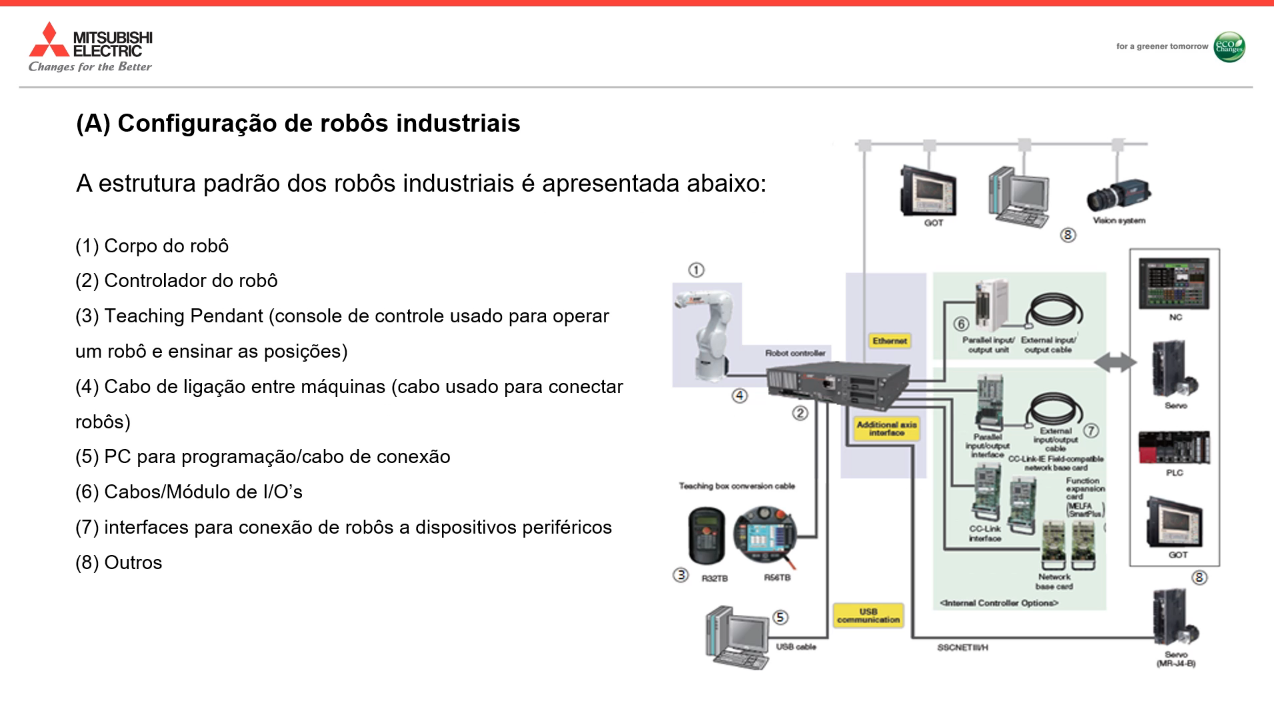 MITSUBISHI
ELECTRIC
Changes for the Better
for a greener tomorrow
eco
Changes
(A) Configuração de robôs industriais
A estrutura padrão dos robôs industriais é apresentada abaixo:
(1) Corpo do robô
(2) Controlador do robô
(3) Teaching Pendant (console de controle usado para operar
um robô e ensinar as posições)
(4) Cabo de ligação entre máquinas (cabo usado para conectar
robôs)
(5) PC para programação/cabo de conexão
(6) Cabos/Módulo de I/O’s
(7) interfaces para conexão de robôs a dispositivos periféricos
(8) Outros
GOT
Vision system
⑧
①
Robot controller
④
②
Ethernet
Additional axis
interface
⑥
Parallel input/
output unit
External input/
output cable
Parallel
input/output
interface
External
input/output
cable
⑦
CC-Link-IE Field-compatible
network base card
CC-Link
interface
Function
expansion
card
(MELFA
SmartPlus)
Network
base card
<Internal Controller Options>
NC
Servo
PLC
GOT
⑧
Teaching box conversion cable
③
R32TB
R56TB
⑤
USB cable
USB
communication
SSCNETIII/H
Servo
(MR-J4-B)